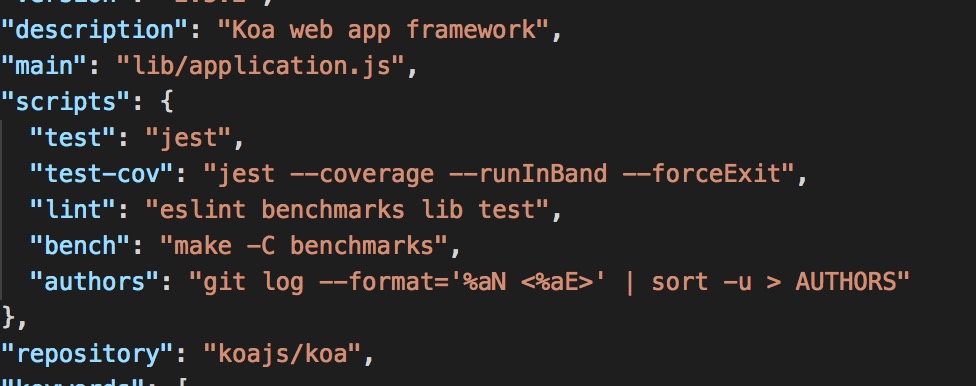 "description": "Koa web app framework",
"main": "lib/application.js",
"scripts": {
"test": "jest",
"test-cov": "jest --coverage --runInBand --forceExit",
"lint": "eslint benchmarks lib test",
"bench": "make -C benchmarks",
"authors": "git log --format='%aN <%aE>' | sort -u > AUTHORS"
},
"repository": "koajs/koa",
"keywords": [